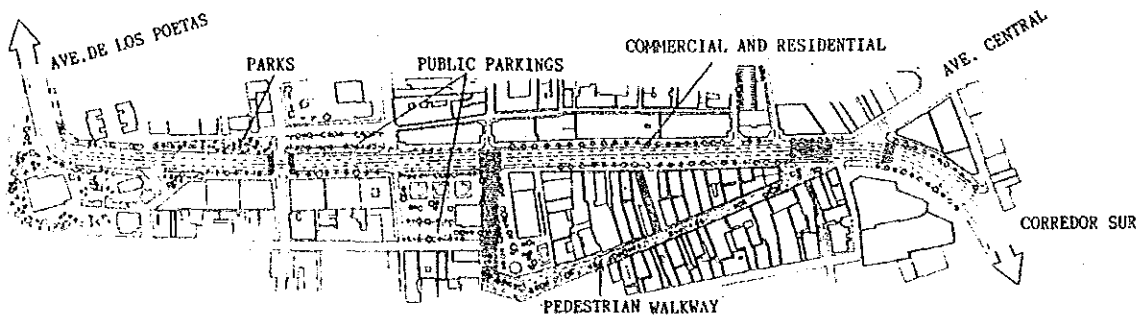 AVE.DE LOS POETAS
PARKS
PUBLIC PARKINGS
COMMERCIAL AND RESIDENTIAL
AVE. CENTRAL
CORREDOR SUR
PEDESTRIAN WALKWAY